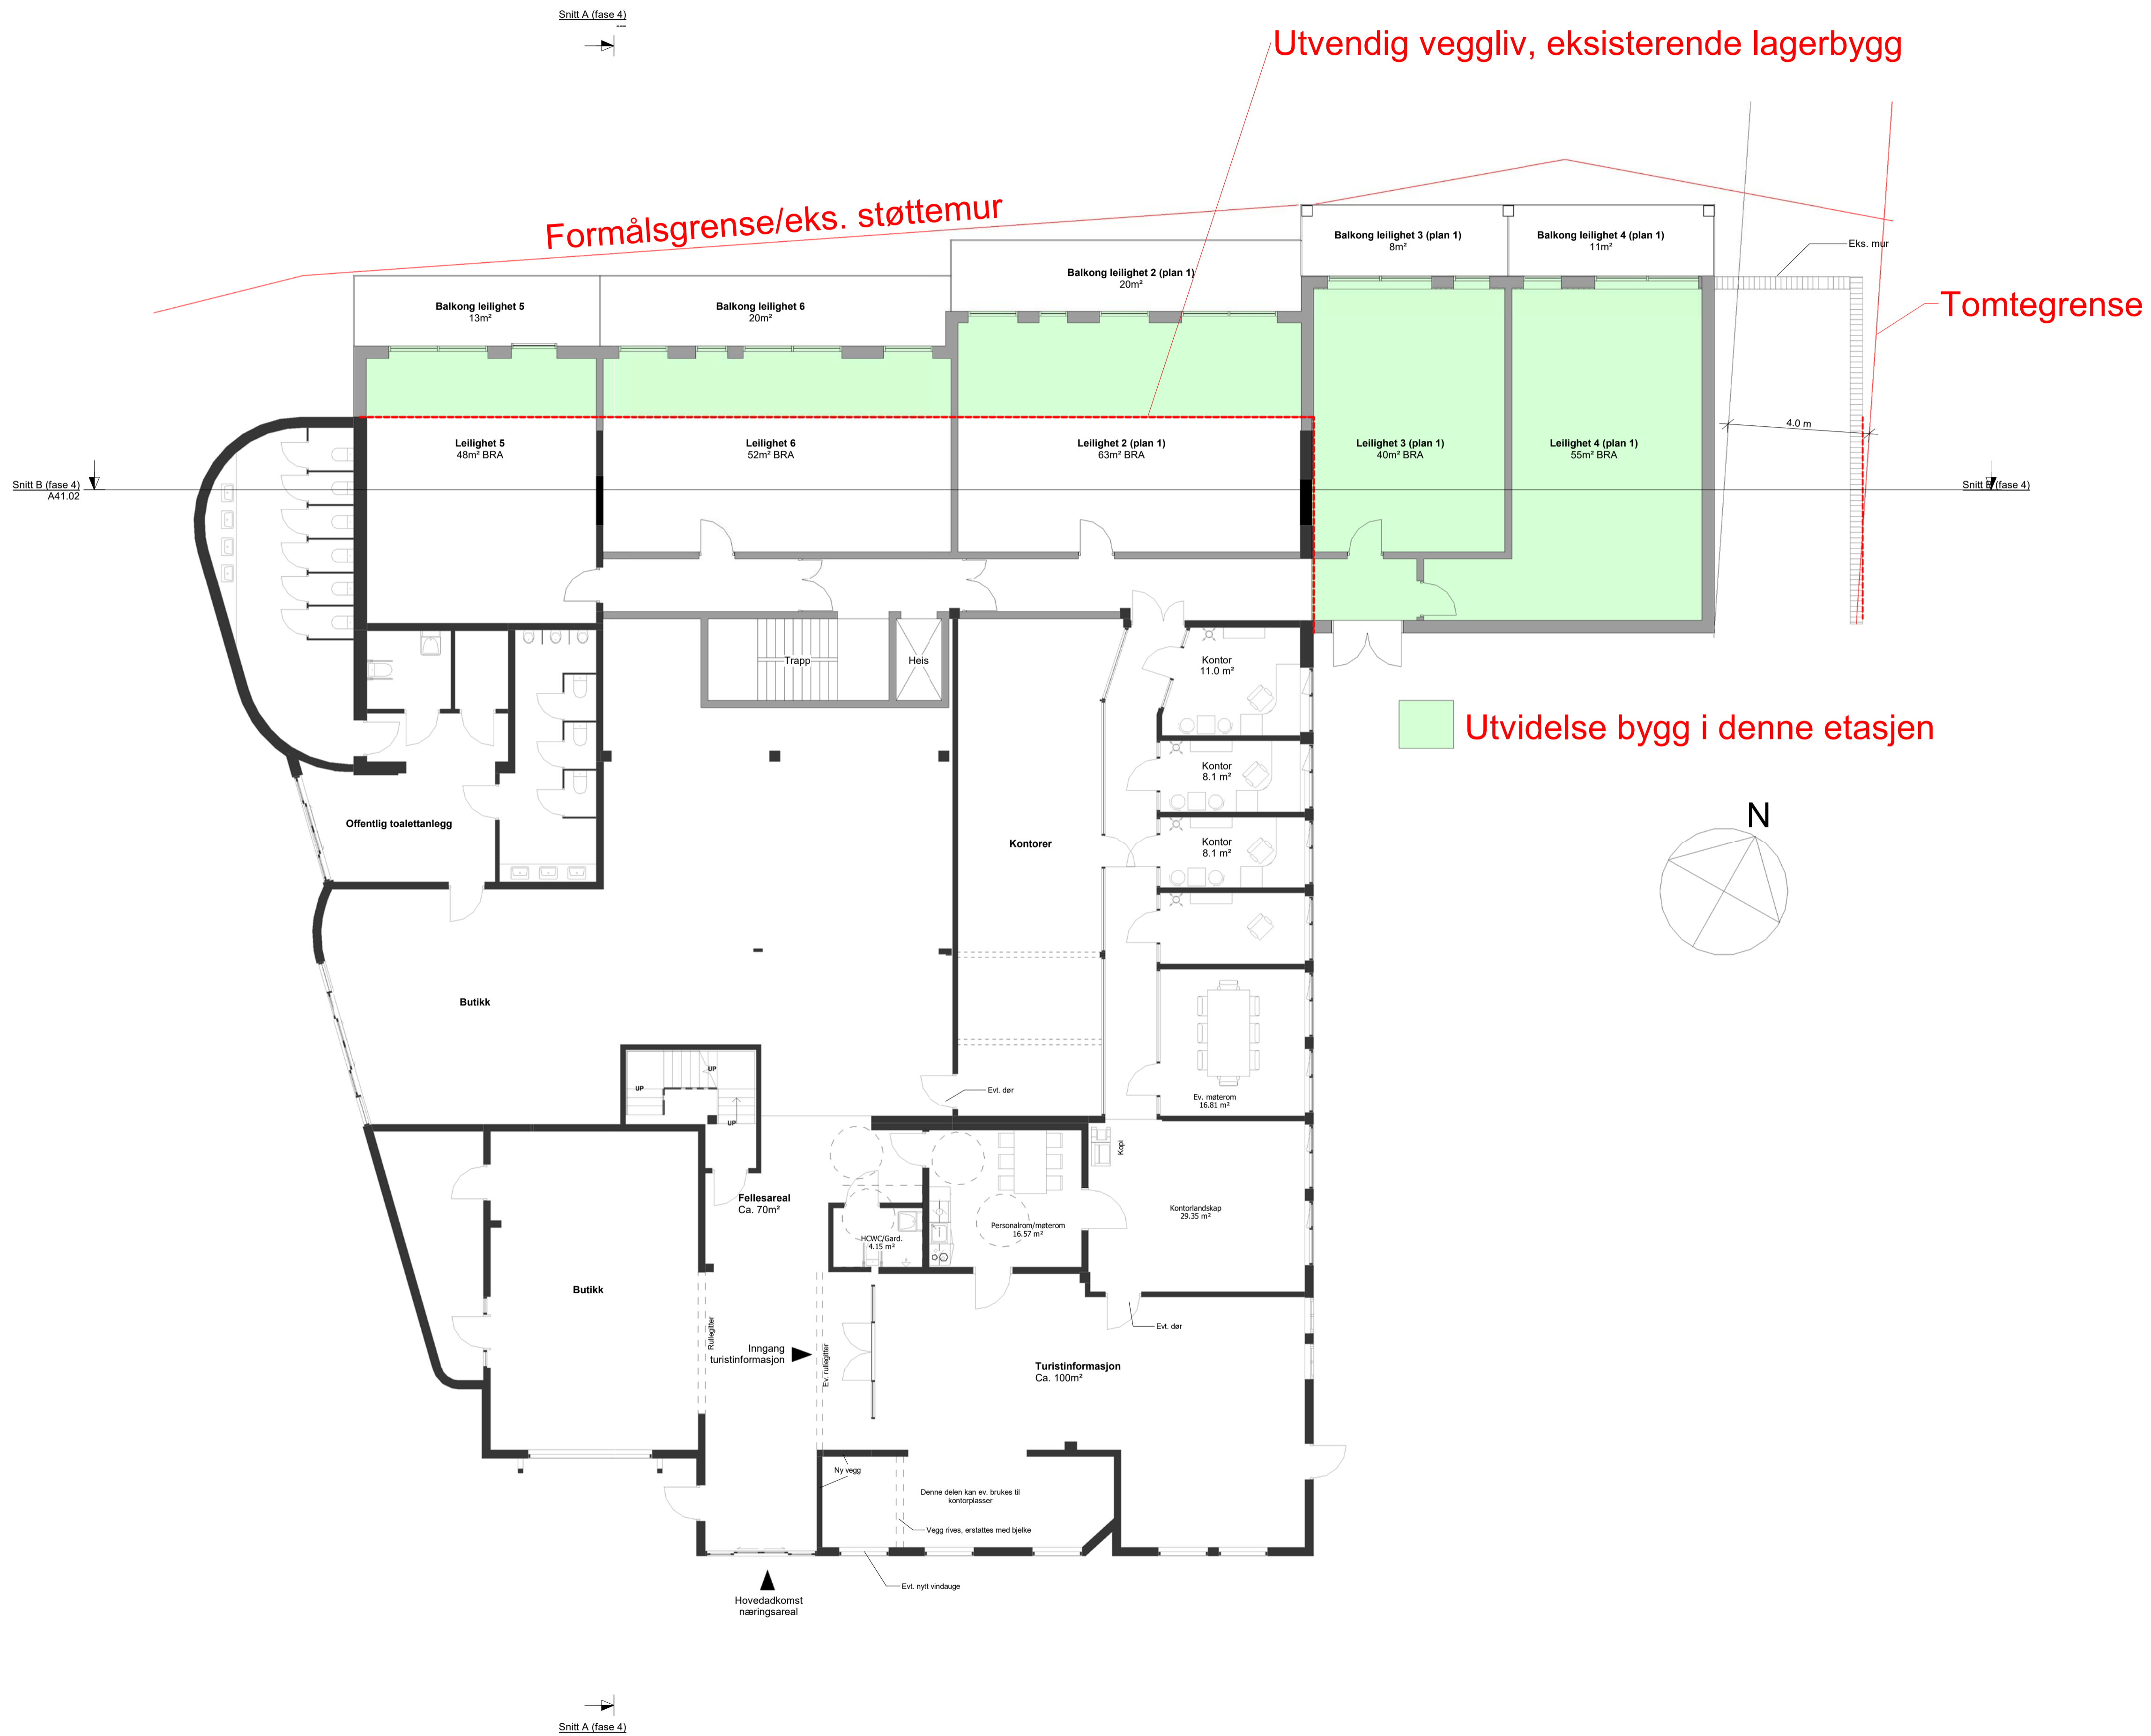 Snitt A (fase 4)
---
Utvendig veggliv, eksisterende lagerbygg
Formålsgrense/eks. støttemur
Balkong leilighet 3 (plan 1)
8m²
Balkong leilighet 4 (plan 1)
11m²
Eks. mur
Balkong leilighet 2 (plan 1)
20m²
Balkong leilighet 5
13m²
Balkong leilighet 6
20m²
Tomtegrense
4.0 m
Leilighet 5
48m² BRA
Leilighet 6
52m² BRA
Leilighet 2 (plan 1)
63m² BRA
Leilighet 3 (plan 1)
40m² BRA
Leilighet 4 (plan 1)
55m² BRA
Snitt B (fase 4)
A41.02
Snitt B (fase 4)
Trapp
Heis
Kontor
11.0 m²
Utvidelse bygg i denne etasjen
Kontor
8.1 m²
N
Offentlig toalettanlegg
Kontorer
Kontor
8.1 m²
Butikk
UP
UP
UP
Evt. dør
Ev. møterom
16.81 m²
Kopi
Fellesareal
Ca. 70m²
HCWC/Gard.
4.15 m²
Personalrom/møterom
16.57 m²
Kontorlandskap
29.35 m²
Butikk
Rullegitter
Inngang
turistinformasjon
Ev. rullegitter
Evt. dør
Turistinformasjon
Ca. 100m²
Ny vegg
Denne delen kan ev. brukes til
kontorplasser
Vegg rives, erstattes med bjelke
Evt. nytt vindauge
Hovedadkomst
næringsareal
Snitt A (fase 4)